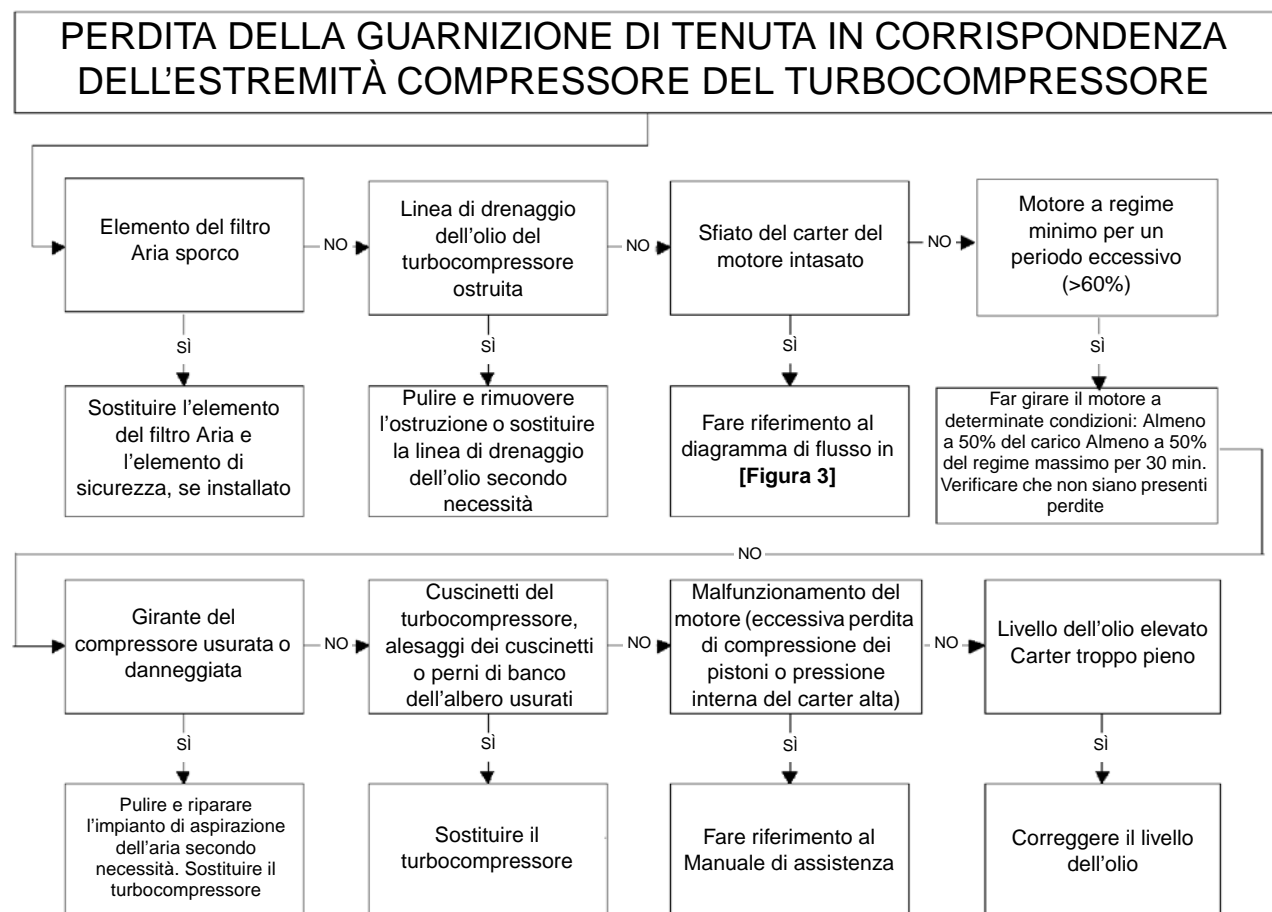 PERDITA DELLA GUARNIZIONE DI TENUTA IN CORRISPONDENZA
DELL'ESTREMITÀ COMPRESSORE DEL TURBOCOMPRESSORE
Elemento del filtro
Aria sporco
NO
Linea di drenaggio
dell'olio del
turbocompressore
ostruita
NO
Sfiato del carter del
motore intasato
NO
Motore a regime
minimo per un
periodo eccessivo
(>60%)
SÌ
SÌ
SÌ
SÌ
Sostituire l'elemento
del filtro Aria e
l'elemento di
sicurezza, se installato
Pulire e rimuovere
l'ostruzione o sostituire
la linea di drenaggio
dell'olio secondo
necessità
Fare riferimento al
diagramma di flusso in
[Figura 3]
Far girare il motore a
determinate condizioni: Almeno
a 50% del carico Almeno a 50%
del regime massimo per 30 min.
Verificare che non siano presenti
perdite
NO
Girante del
compressore usurata o
danneggiata
NO
Cuscinetti del
turbocompressore,
alesaggi dei cuscinetti
o perni di banco
dell'albero usurati
NO
Malfunzionamento del
motore (eccessiva perdita
di compressione dei
pistoni o pressione
interna del carter alta)
NO
Livello dell'olio elevato
Carter troppo pieno
SÌ
SÌ
SÌ
SÌ
Pulire e riparare
l'impianto di aspirazione
dell'aria secondo
necessità. Sostituire il
turbocompressore
Sostituire il
turbocompressore
Fare riferimento al
Manuale di assistenza
Correggere il livello
dell'olio